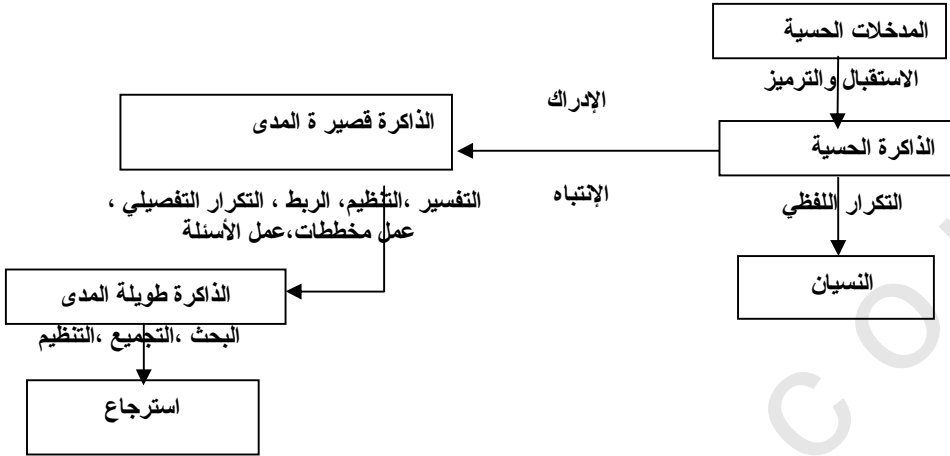 المدخلات الحسية
الاستقبال والترميز
الإدراك
الذاكرة قصير ة المدى
الذاكرة الحسية
التفسير ،التنظيم، الربط ، التكرار التفصيلي ،
عمل مخططات،عمل الأسئلة
الإنتباه
التكرار اللفظي
النسيان
الذاكرة طويلة المدى
البحث ،التجميع ،التنظيم
استرجاع
C O